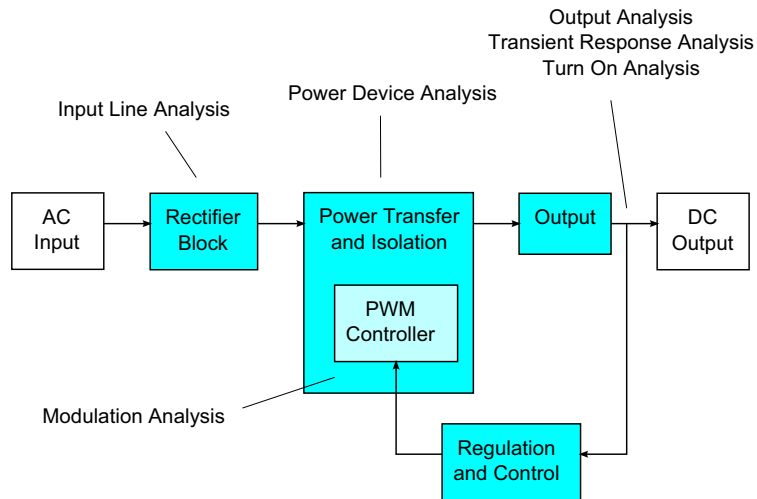 Output Analysis
Transient Response Analysis
Turn On Analysis
Power Device Analysis
Input Line Analysis
AC
Input
Rectifier
Block
Power Transfer
and Isolation
Output
DC
Output
PWM
Controller
Modulation Analysis
Regulation
and Control